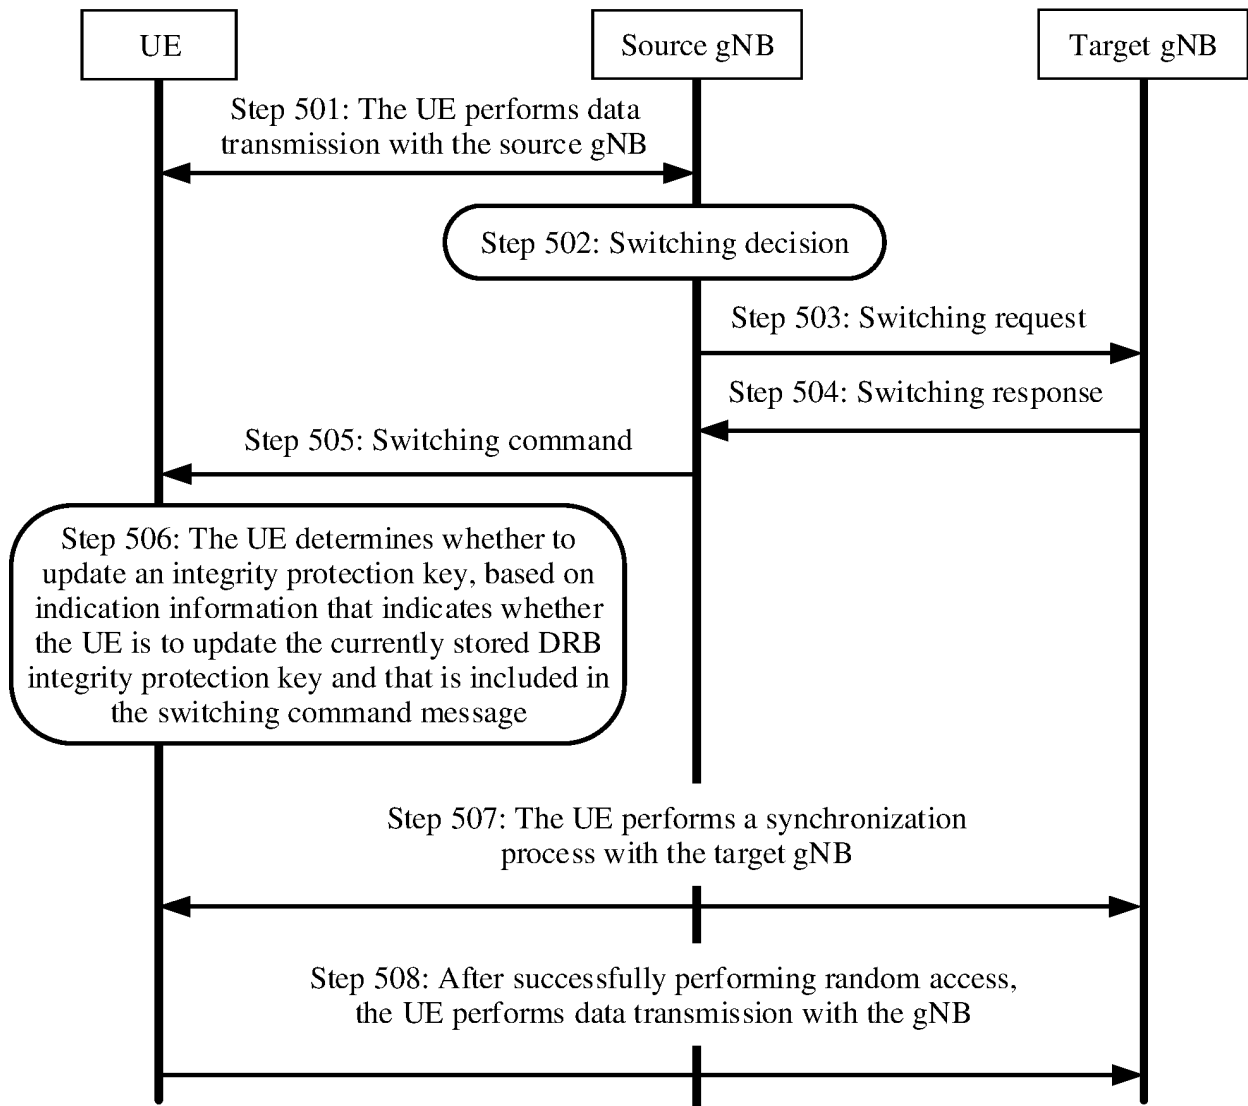 UE
Source gNB
Target gNB
Step 501: The UE performs data
transmission with the source gNB
Step 502: Switching decision
Step 503: Switching request
Step 504: Switching response
Step 505: Switching command
Step 506: The UE determines whether to
update an integrity protection key, based on
indication information that indicates whether
the UE is to update the currently stored DRB
integrity protection key and that is included in
the switching command message
Step 507: The UE performs a synchronization
process with the target gNB
Step 508: After successfully performing random access,
the UE performs data transmission with the gNB